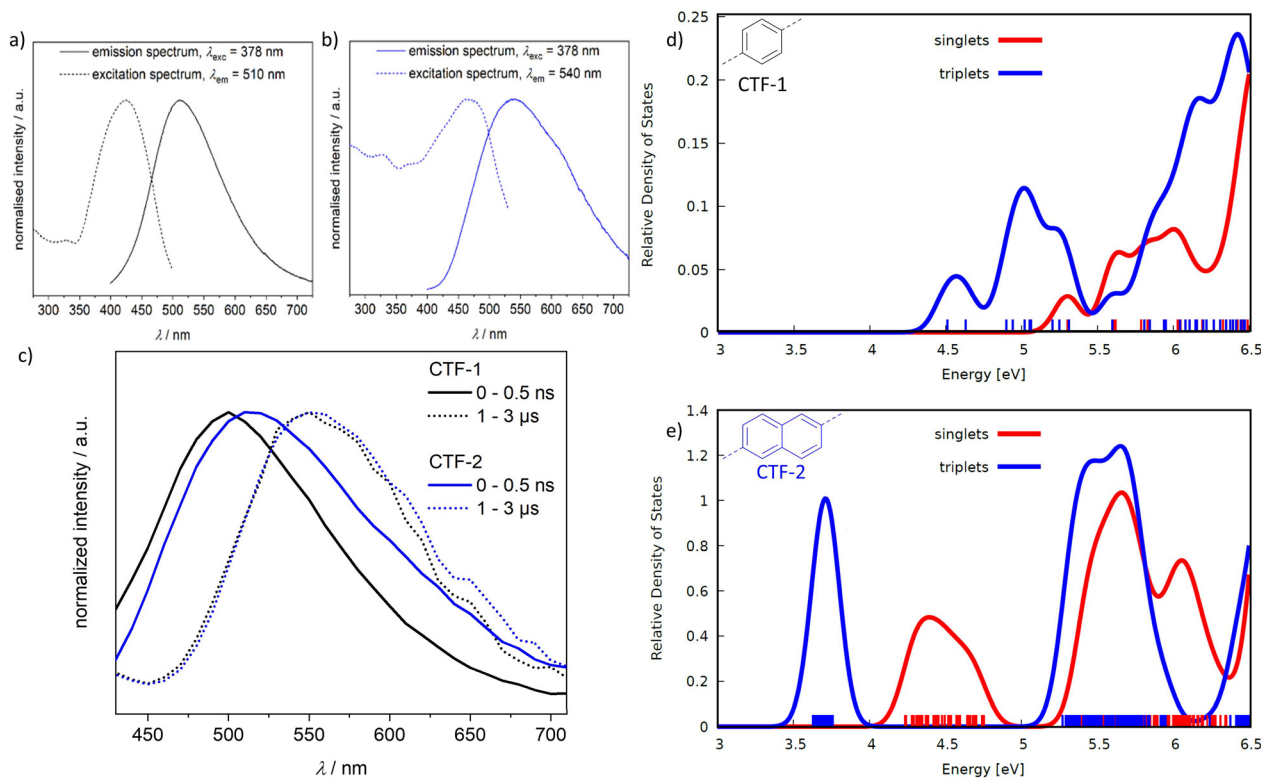 a)
emission spectrum, λexc = 378 nm
excitation spectrum, λem = 510 nm
normalised intensity / a.u.
300 350 400 450 500 550 600 650 700
λ / nm
b)
emission spectrum, λexc = 378 nm
excitation spectrum, λem = 540 nm
normalised intensity / a.u.
300 350 400 450 500 550 600 650 700
λ / nm
c)
CTF-1
0 - 0.5 ns
1 - 3 µs
CTF-2
0 - 0.5 ns
1 - 3 µs
normalized intensity / a.u.
450 500 550 600 650 700
λ / nm
d)
CTF-1
singlets
triplets
Relative Density of States
0.25
0.2
0.15
0.1
0.05
0
3 3.5 4 4.5 5 5.5 6 6.5
Energy [eV]
e)
CTF-2
singlets
triplets
Relative Density of States
1.4
1.2
1
0.8
0.6
0.4
0.2
0
3 3.5 4 4.5 5 5.5 6 6.5
Energy [eV]